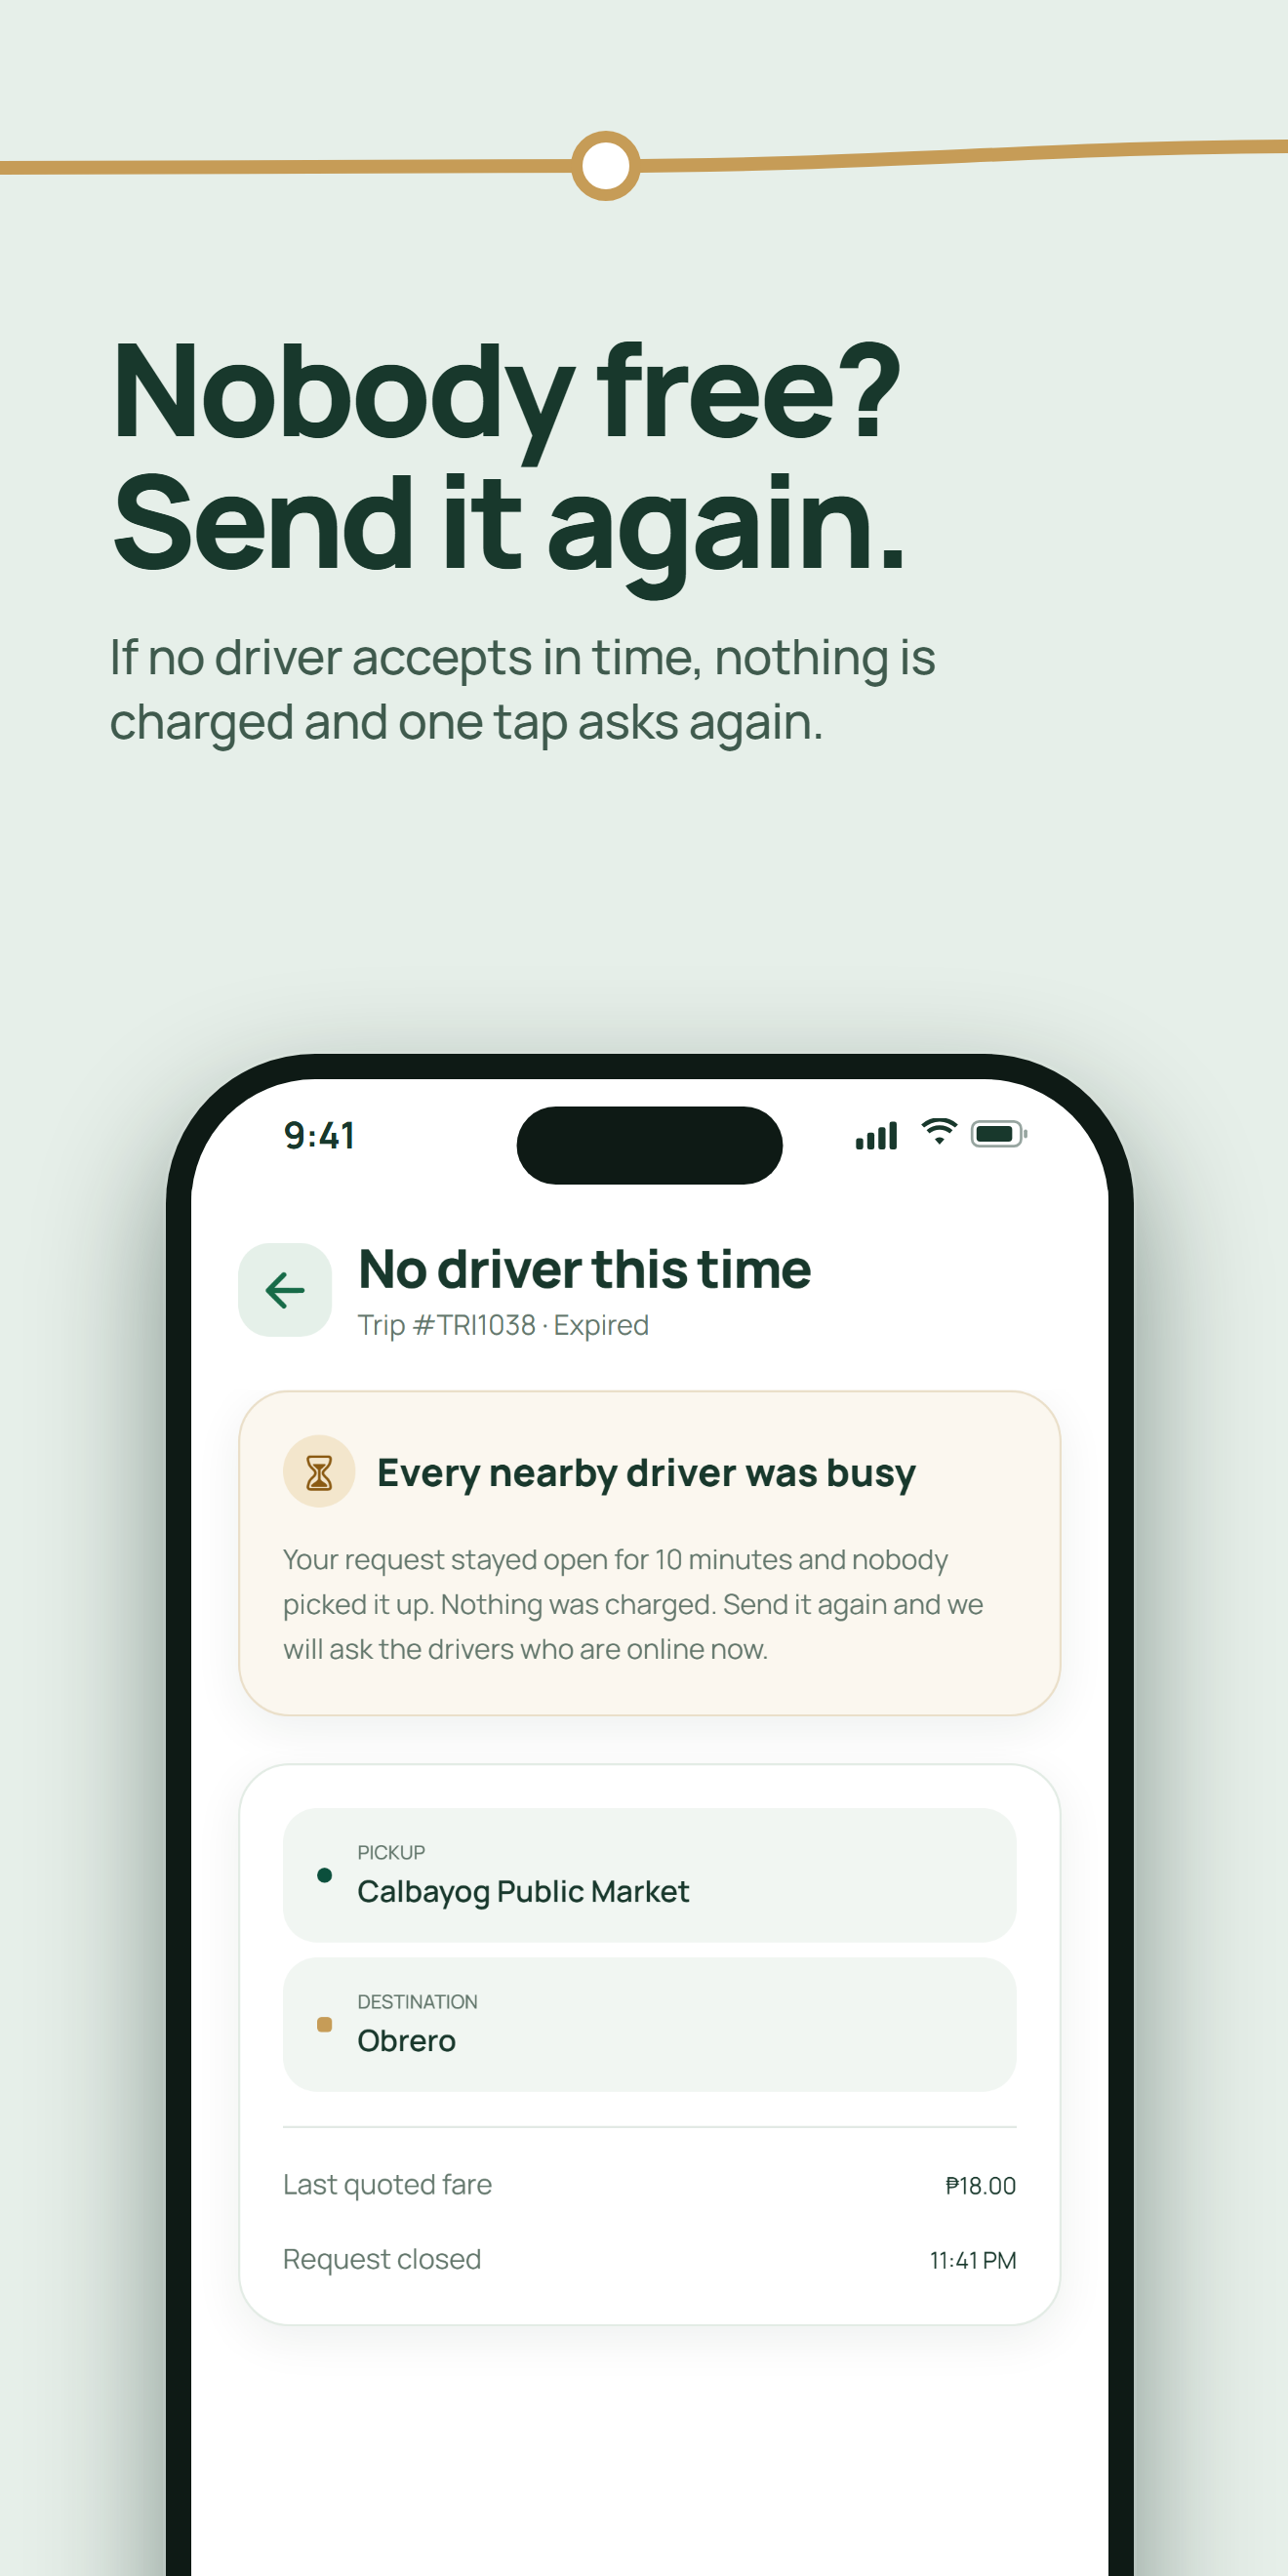 Nobody free?
Send it again.
If no driver accepts in time, nothing is
charged and one tap asks again.
9:41
No driver this time
Trip #TRI1038 · Expired
Every nearby driver was busy
Your request stayed open for 10 minutes and nobody
picked it up. Nothing was charged. Send it again and we
will ask the drivers who are online now.
PICKUP
Calbayog Public Market
DESTINATION
Obrero
Last quoted fare ₱18.00
Request closed 11:41 PM